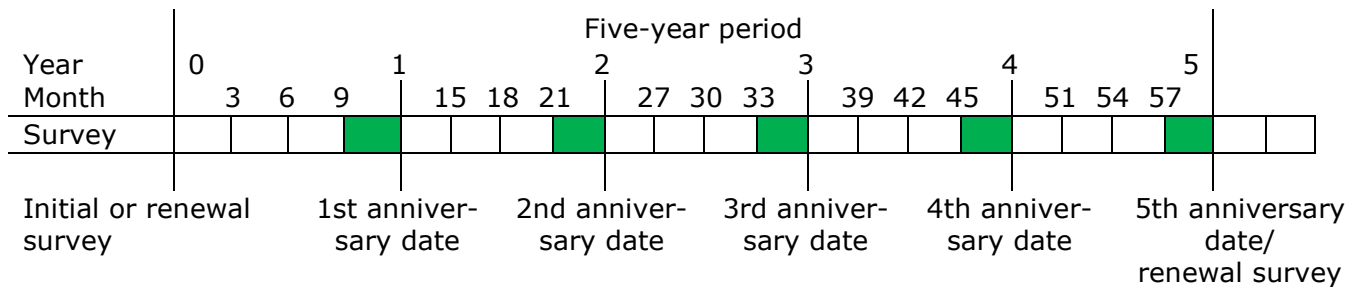 Five-year period
Year 0 1 2 3 4 5
Month 3 6 9 15 18 21 27 30 33 39 42 45 51 54 57
Survey
Initial or renewal 1st anniver- 2nd anniver- 3rd anniver- 4th anniver- 5th anniversary
survey sary date sary date sary date sary date date/
renewal survey